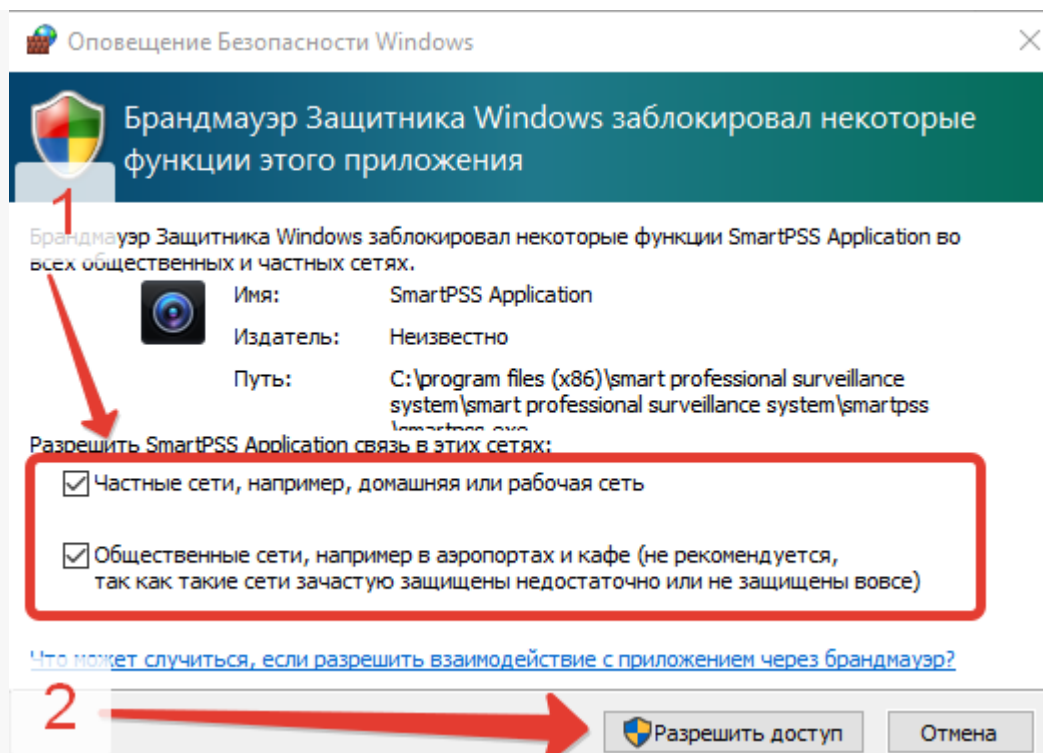 Оповещение Безопасности Windows
Брандмауэр Защитника Windows заблокировал некоторые
функции этого приложения
1
Брандмауэр Защитника Windows заблокировал некоторые функции SmartPSS Application во
всех общественных и частных сетях.
Имя: SmartPSS Application
Издатель: Неизвестно
Путь: C:\program files (x86)\smart professional surveillance
system\smart professional surveillance system\smartpss
\smartpss.exe
Разрешить SmartPSS Application связь в этих сетях:
Частные сети, например, домашняя или рабочая сеть
Общественные сети, например в аэропортах и кафе (не рекомендуется,
так как такие сети зачастую защищены недостаточно или не защищены вовсе)
Что может случиться, если разрешить взаимодействие с приложением через брандмауэр?
2
Разрешить доступ Отмена